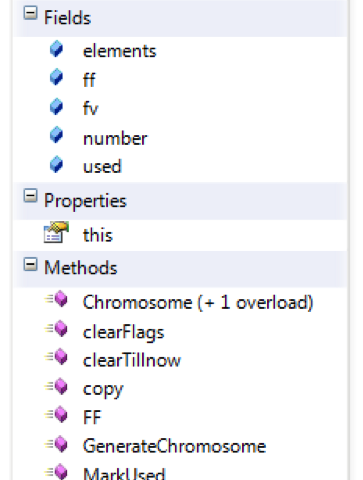 Fields
elements
ff
fv
number
used
Properties
this
Methods
Chromosome (+ 1 overload)
clearFlags
clearTillnow
copy
FF
GenerateChromosome
MarkUsed